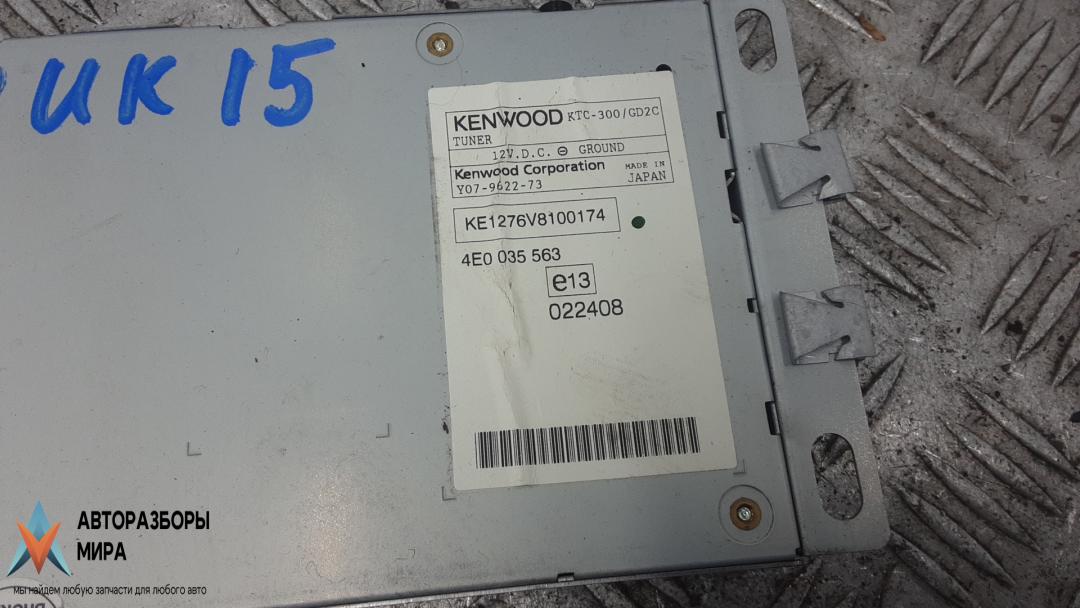 ИК 15
KENWOOD KTC-300/GD2C
TUNER
12V.D.C. ⊖ GROUND
Kenwood Corporation MADE IN
Y07-9622-73 JAPAN
KE1276V8100174
4E0 035 563
e13
022408
АВТОРАЗБОРЫ
МИРА
мы найдем любую запчасти для любого авто